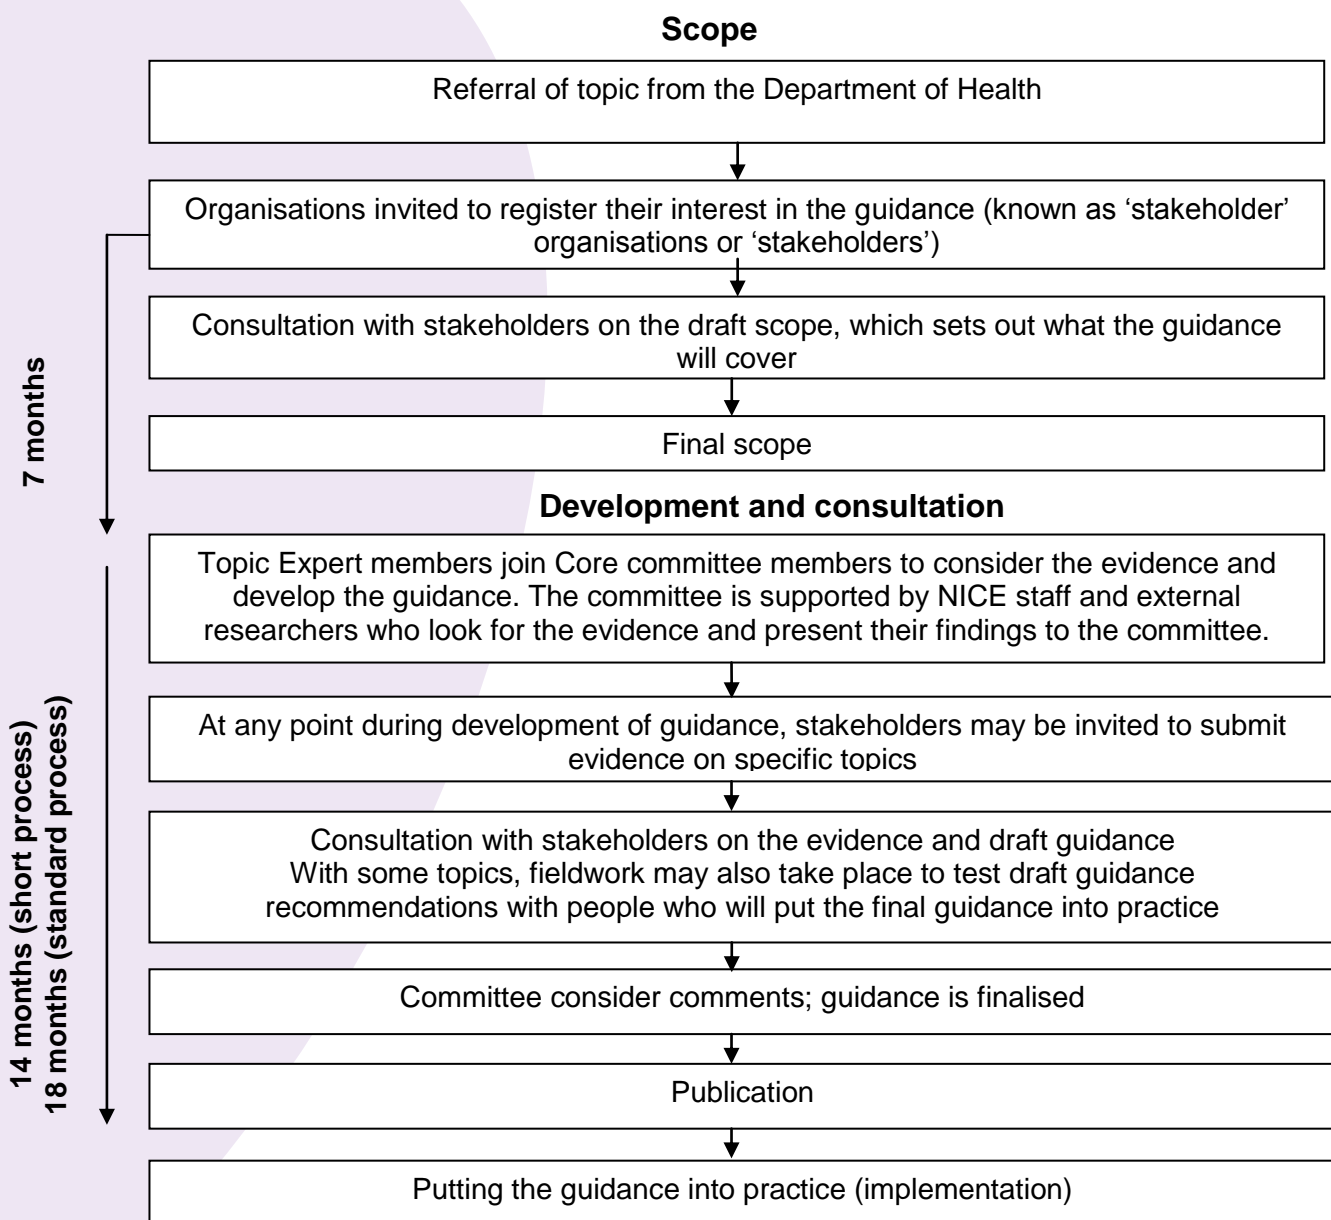 Scope
Referral of topic from the Department of Health
Organisations invited to register their interest in the guidance (known as ‘stakeholder’
organisations or ‘stakeholders’)
Consultation with stakeholders on the draft scope, which sets out what the guidance
will cover
Final scope
7 months
Development and consultation
Topic Expert members join Core committee members to consider the evidence and
develop the guidance. The committee is supported by NICE staff and external
researchers who look for the evidence and present their findings to the committee.
At any point during development of guidance, stakeholders may be invited to submit
evidence on specific topics
Consultation with stakeholders on the evidence and draft guidance
With some topics, fieldwork may also take place to test draft guidance
recommendations with people who will put the final guidance into practice
Committee consider comments; guidance is finalised
Publication
Putting the guidance into practice (implementation)
14 months (short process)
18 months (standard process)